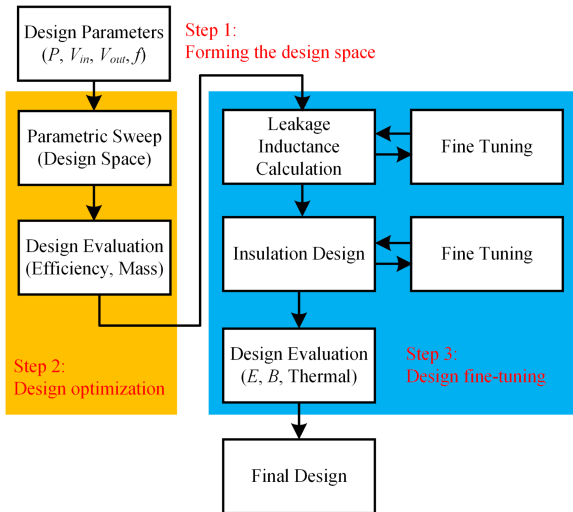 Design Parameters
(P, Vin, Vout, f)
Step 1:
Forming the design space
Parametric Sweep
(Design Space)
Design Evaluation
(Efficiency, Mass)
Step 2:
Design optimization
Leakage
Inductance
Calculation
Fine Tuning
Insulation Design
Fine Tuning
Design Evaluation
(E, B, Thermal)
Step 3:
Design fine-tuning
Final Design